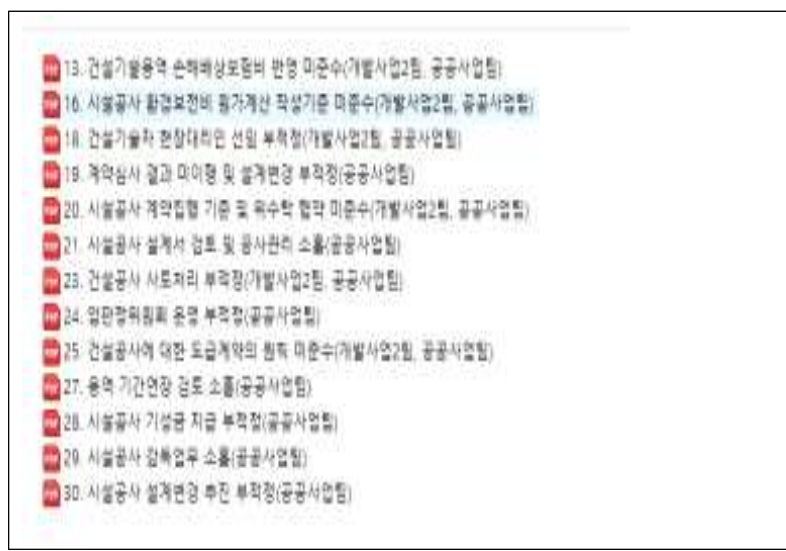 13. 건설기술용역 손해배상보험비 반영 미준수(개발사업2팀, 공공사업팀)
16. 시설공사 환경보전비 원가계산 작성기준 미준수(개발사업2팀, 공공사업팀)
18. 건설기술자 현장대리인 선임 부적정(개발사업2팀, 공공사업팀)
19. 계약심사 결과 미이행 및 설계변경 부적정(공공사업팀)
20. 시설공사 계약집행 기준 및 위수탁 협약 미준수(개발사업2팀, 공공사업팀)
21. 시설공사 설계서 검토 및 공사관리 소홀(공공사업팀)
23. 건설공사 사토처리 부적정(개발사업2팀, 공공사업팀)
24. 업판정위원회 운영 부적정(공공사업팀)
25. 건설공사에 대한 도급계약의 원칙 미준수(개발사업2팀, 공공사업팀)
27. 용역 기간연장 검토 소홀(공공사업팀)
28. 시설공사 기성금 지급 부적정(공공사업팀)
29. 시설공사 감독업무 소홀(공공사업팀)
30. 시설공사 설계변경 추진 부적정(공공사업팀)